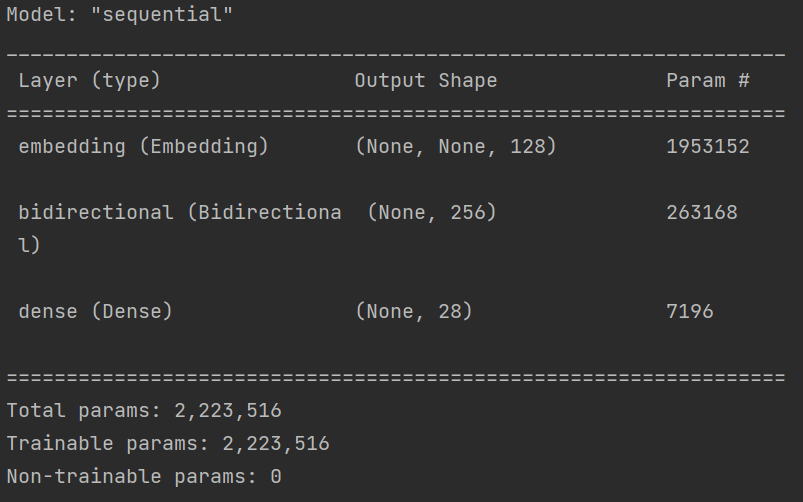 Model: "sequential"
_________________________________________________________________
Layer (type)                Output Shape              Param #
=================================================================
embedding (Embedding)       (None, None, 128)         1953152
bidirectional (Bidirectiona  (None, 256)              263168
l)
dense (Dense)               (None, 28)                7196
=================================================================
Total params: 2,223,516
Trainable params: 2,223,516
Non-trainable params: 0